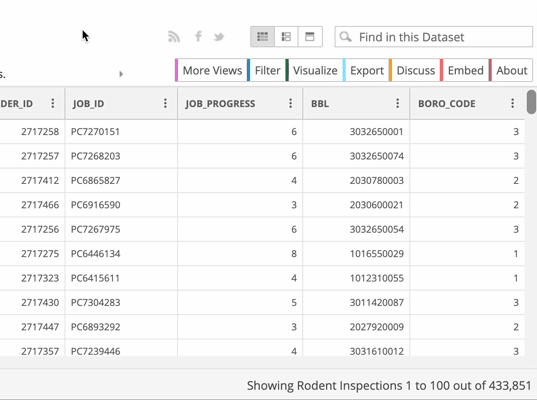 Find in this Dataset
s.
More Views Filter Visualize Export Discuss Embed About
DER_ID JOB_ID JOB_PROGRESS BBL BORO_CODE
2717258 PC7270151 6 3032650001 3
2717257 PC7268203 6 3032650074 3
2717412 PC6865827 4 2030780003 2
2717466 PC6916590 3 2030600021 2
2717256 PC7267975 6 3032650054 3
2717275 PC6446134 8 1016550029 1
2717323 PC6415611 4 1012310055 1
2717430 PC7304283 5 3011420087 3
2717447 PC6893292 3 2027920009 2
2717357 PC7239446 4 3031610012 3
Showing Rodent Inspections 1 to 100 out of 433,851